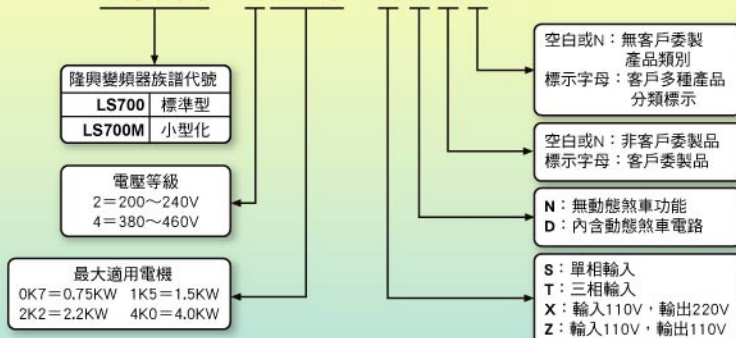 隆興變頻器族譜代號
LS700 標準型
LS700M 小型化
電壓等級
2=200～240V
4=380～460V
最大適用電機
0K7=0.75KW 1K5=1.5KW
2K2=2.2KW 4K0=4.0KW
空白或N：無客戶委製
產品類別
標示字母：客戶多種產品
分類標示
空白或N：非客戶委製品
標示字母：客戶委製品
N：無動態煞車功能
D：內含動態煞車電路
S：單相輸入
T：三相輸入
X：輸入110V，輸出220V
Z：輸入110V，輸出110V